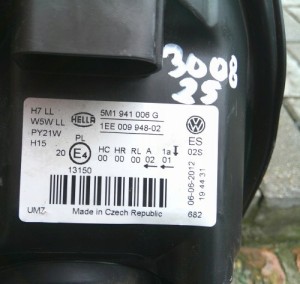 3008
25
H7 LL
W5W LL
PY21W
H15
HELLA
5M1 941 006 G
1EE 009 948-02
PL
20 E4
13150
HC HR RL A 1a
00 00 00 02 01
ES
02S
06-06-2012
19:44:31
UMZ
Made in Czech Republic
682